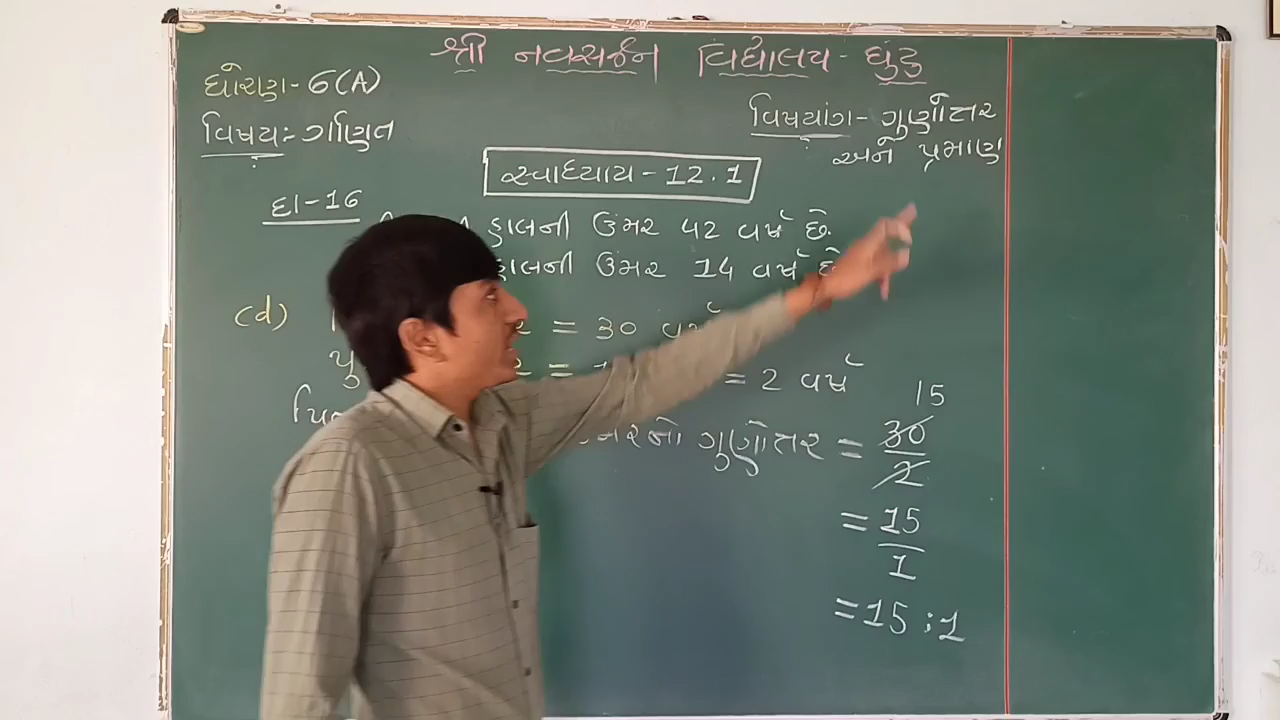 શ્રી નવસર્જન વિદ્યાલય - ધુંટુ
ધોરણ - 6(A)
વિષયઃ- ગણિત
વિષયાંગ - ગુણોત્તર
અને પ્રમાણ
સ્વાધ્યાય - 12.1
દા-16
હાલની ઉંમર ૫2 વર્ષ છે.
હાલની ઉંમર 14 વર્ષ છે
(d)
= 30 વર્ષ
= 2 વર્ષ
ગુણોત્તર = 30/2
15
= 15/1
= 15 : 1